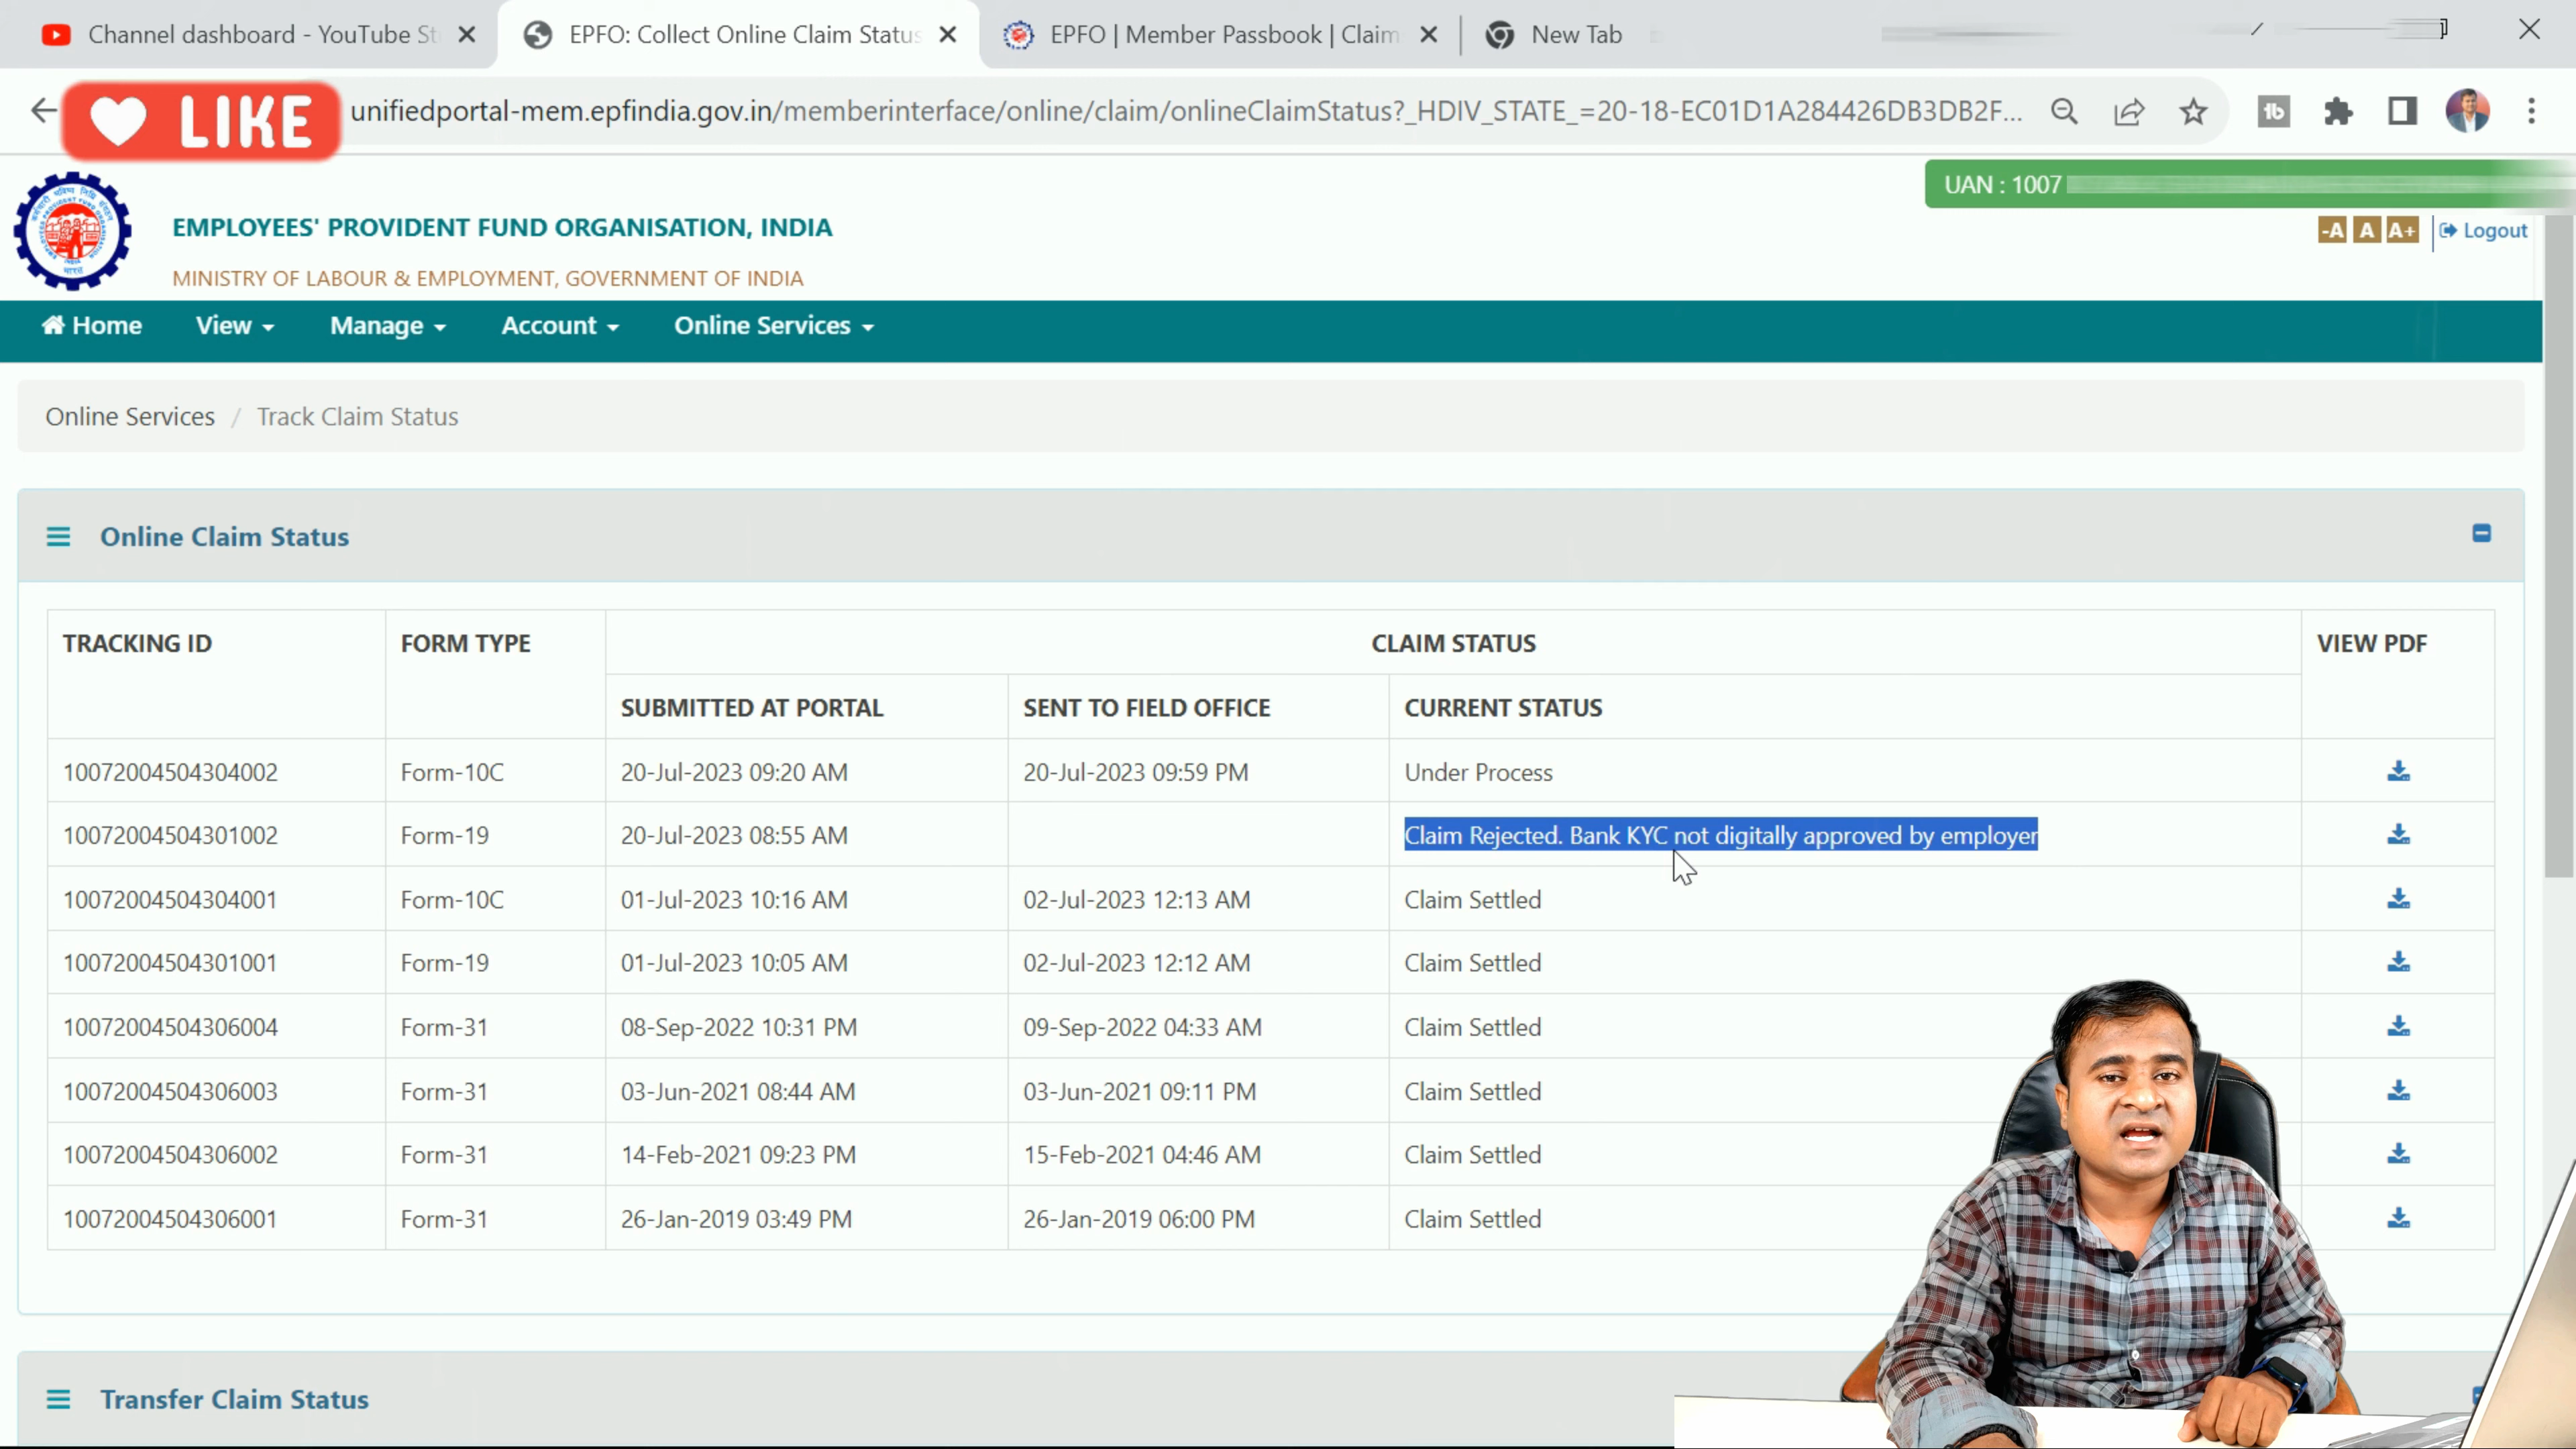 Channel dashboard - YouTube St
EPFO: Collect Online Claim Status
EPFO | Member Passbook | Claim
New Tab
LIKE
unifiedportal-mem.epfindia.gov.in/memberinterface/online/claim/onlineClaimStatus?_HDIV_STATE_=20-18-EC01D1A284426DB3DB2F...
UAN : 1007
EMPLOYEES' PROVIDENT FUND ORGANISATION, INDIA
MINISTRY OF LABOUR & EMPLOYMENT, GOVERNMENT OF INDIA
-A A A+ Logout
Home View Manage Account Online Services
Online Services / Track Claim Status
Online Claim Status
TRACKING ID FORM TYPE CLAIM STATUS VIEW PDF
SUBMITTED AT PORTAL SENT TO FIELD OFFICE CURRENT STATUS
10072004504304002 Form-10C 20-Jul-2023 09:20 AM 20-Jul-2023 09:59 PM Under Process
10072004504301002 Form-19 20-Jul-2023 08:55 AM Claim Rejected. Bank KYC not digitally approved by employer
10072004504304001 Form-10C 01-Jul-2023 10:16 AM 02-Jul-2023 12:13 AM Claim Settled
10072004504301001 Form-19 01-Jul-2023 10:05 AM 02-Jul-2023 12:12 AM Claim Settled
10072004504306004 Form-31 08-Sep-2022 10:31 PM 09-Sep-2022 04:33 AM Claim Settled
10072004504306003 Form-31 03-Jun-2021 08:44 AM 03-Jun-2021 09:11 PM Claim Settled
10072004504306002 Form-31 14-Feb-2021 09:23 PM 15-Feb-2021 04:46 AM Claim Settled
10072004504306001 Form-31 26-Jan-2019 03:49 PM 26-Jan-2019 06:00 PM Claim Settled
Transfer Claim Status